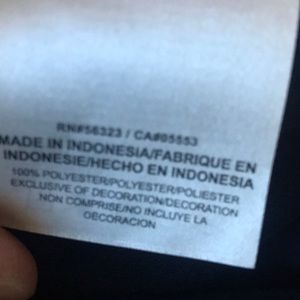 RN#56323 / CA#05553
MADE IN INDONESIA/FABRIQUE EN
INDONESIE/HECHO EN INDONESIA
100% POLYESTER/POLYESTER/POLIESTER
EXCLUSIVE OF DECORATION/DECORATION
NON COMPRISE/NO INCLUYE LA
DECORACION